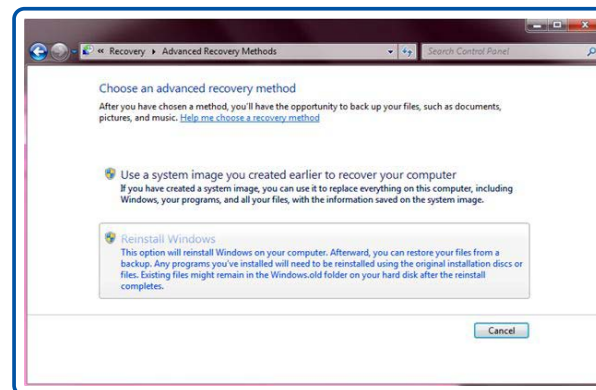 « Recovery ▸ Advanced Recovery Methods
Search Control Panel
Choose an advanced recovery method
After you have chosen a method, you'll have the opportunity to back up your files, such as documents,
pictures, and music. Help me choose a recovery method
Use a system image you created earlier to recover your computer
If you have created a system image, you can use it to replace everything on this computer, including
Windows, your programs, and all your files, with the information saved on the system image.
Reinstall Windows
This option will reinstall Windows on your computer. Afterward, you can restore your files from a
backup. Any programs you've installed will need to be reinstalled using the original installation discs or
files. Existing files might remain in the Windows.old folder on your hard disk after the reinstall
completes.
Cancel